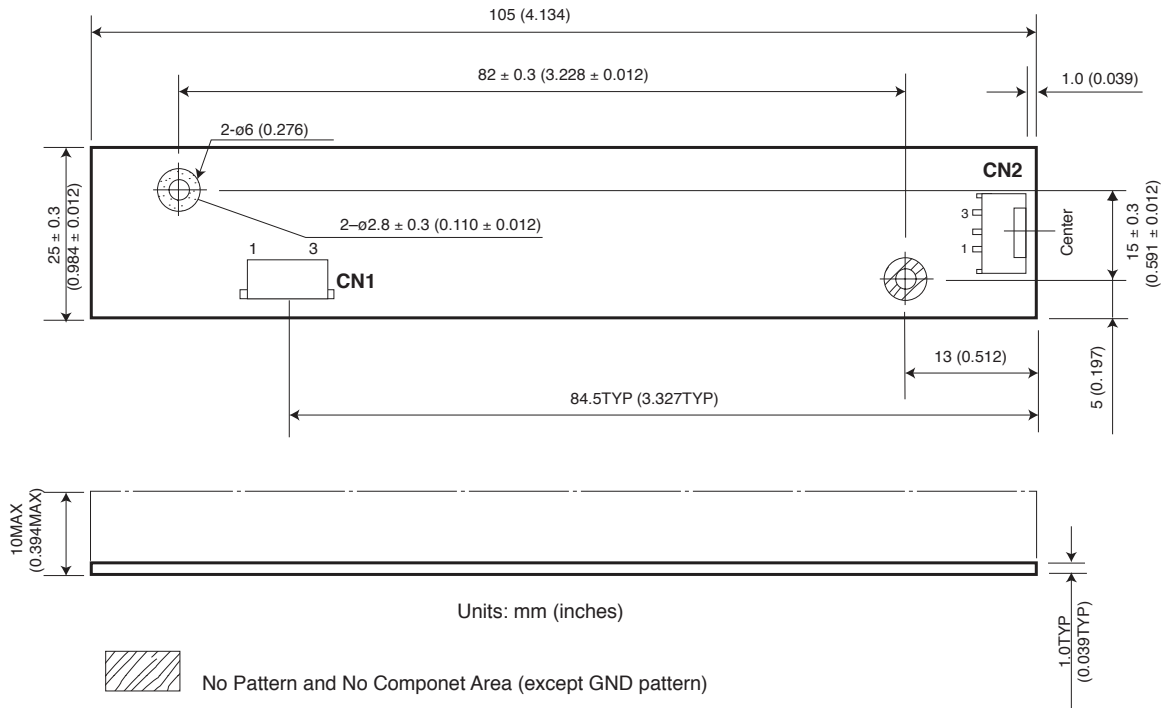 105 (4.134)
82 ± 0.3 (3.228 ± 0.012)
1.0 (0.039)
2-ø6 (0.276)
CN2
25 ± 0.3
(0.984 ± 0.012)
2–ø2.8 ± 0.3 (0.110 ± 0.012)
3
1
Center
15 ± 0.3
(0.591 ± 0.012)
1 3
CN1
13 (0.512)
5 (0.197)
84.5TYP (3.327TYP)
10MAX
(0.394MAX)
Units: mm (inches)
1.0TYP
(0.039TYP)
No Pattern and No Componet Area (except GND pattern)